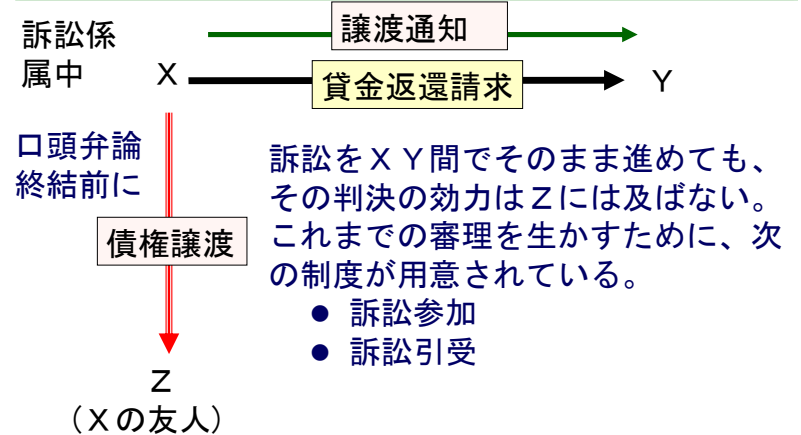 訴訟係
属中
譲渡通知
X
貸金返還請求
Y
口頭弁論
終結前に
債権譲渡
訴訟をＸＹ間でそのまま進めても、
その判決の効力はＺには及ばない。
これまでの審理を生かすために、次
の制度が用意されている。
● 訴訟参加
● 訴訟引受
Z
（Ｘの友人）